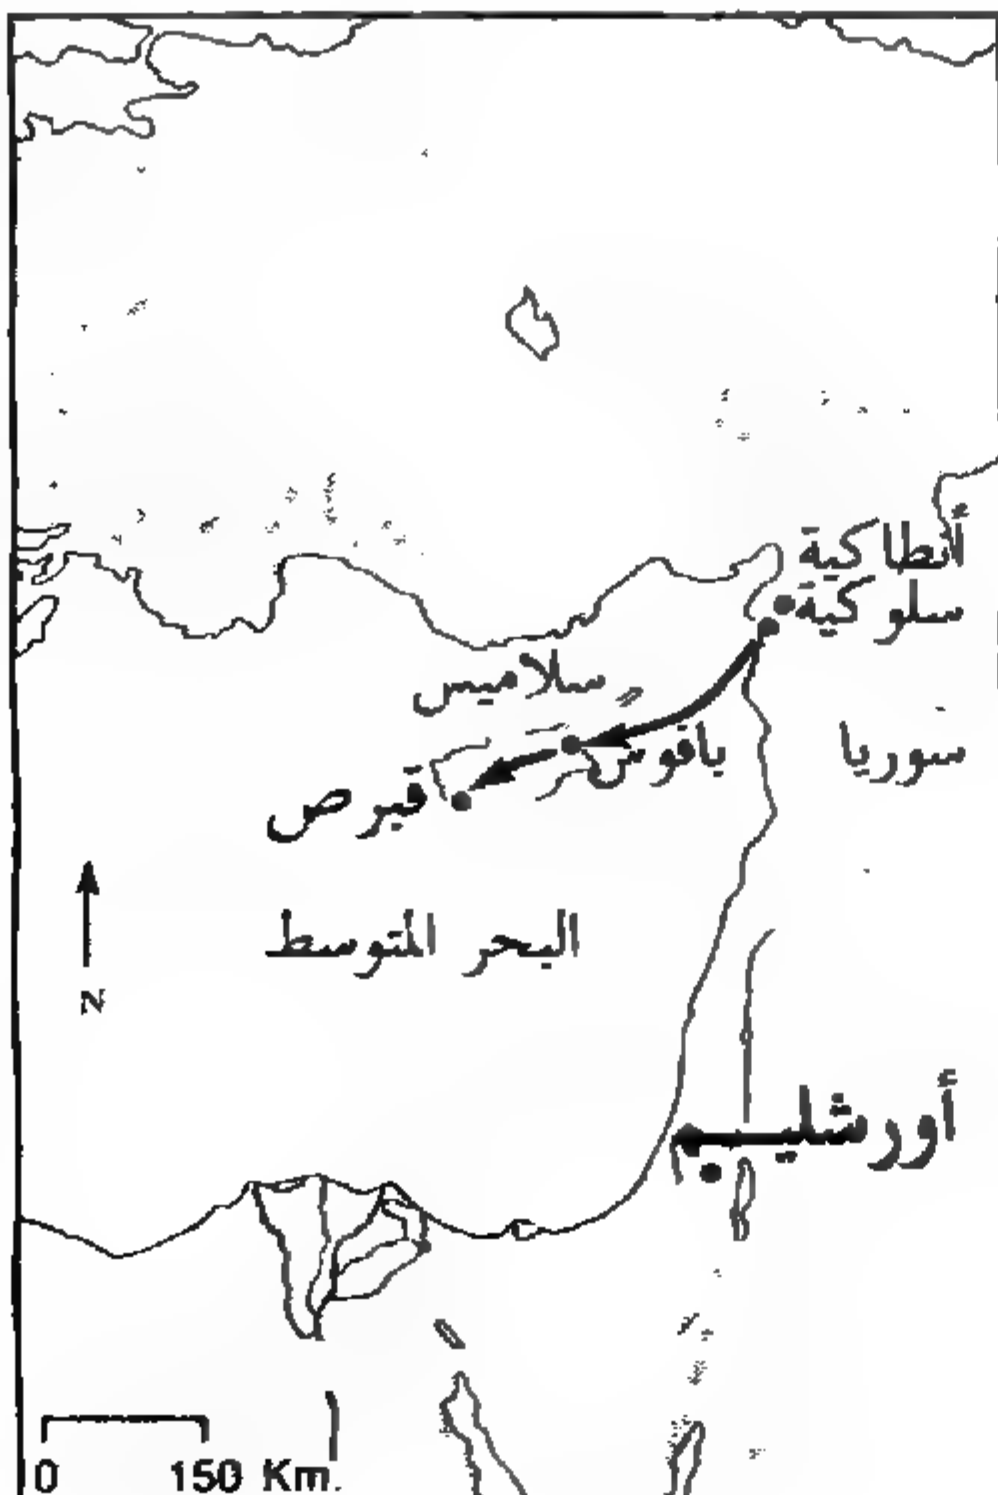 أنطاكية
سلوكية
سلاميس
بافوس
سوريا
قبرص
البحر المتوسط
N
أورشليم
0 150 Km.